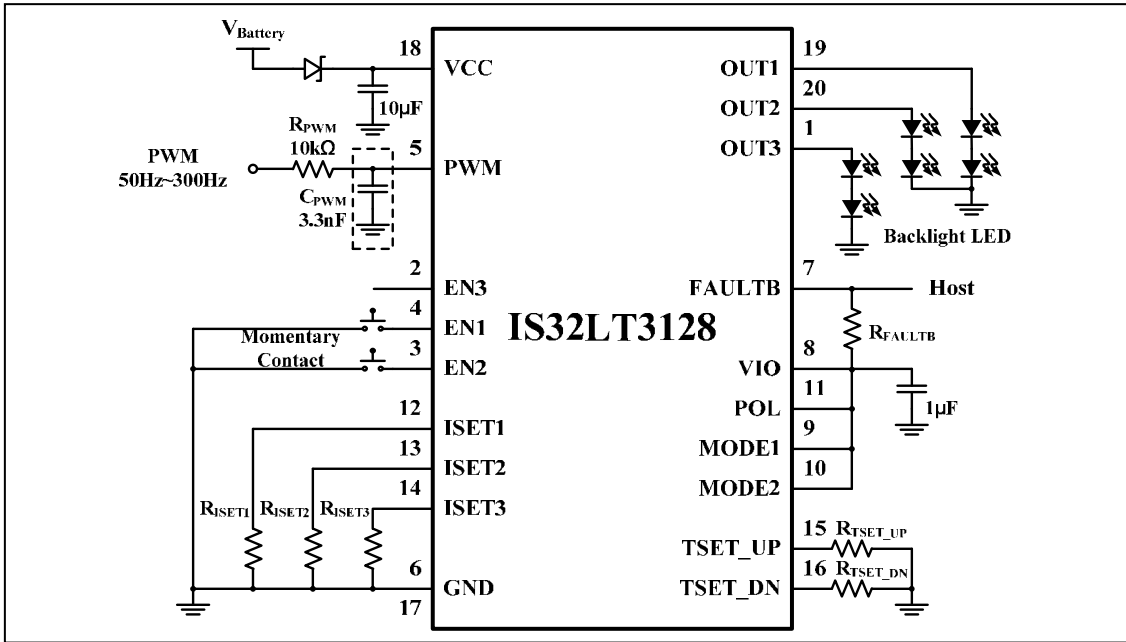 VBattery
18
VCC
10µF
RPWM
10kΩ
PWM
50Hz~300Hz
5
PWM
CPWM
3.3nF
2
EN3
4
EN1
Momentary
Contact
3
EN2
12
ISET1
13
ISET2
14
ISET3
RISET1
RISET2
RISET3
6
GND
17
IS32LT3128
19
OUT1
20
OUT2
1
OUT3
Backlight LED
7
FAULTB
Host
RFAULTB
8
VIO
11
POL
1µF
9
MODE1
10
MODE2
15
RTSET_UP
TSET_UP
16
RTSET_DN
TSET_DN